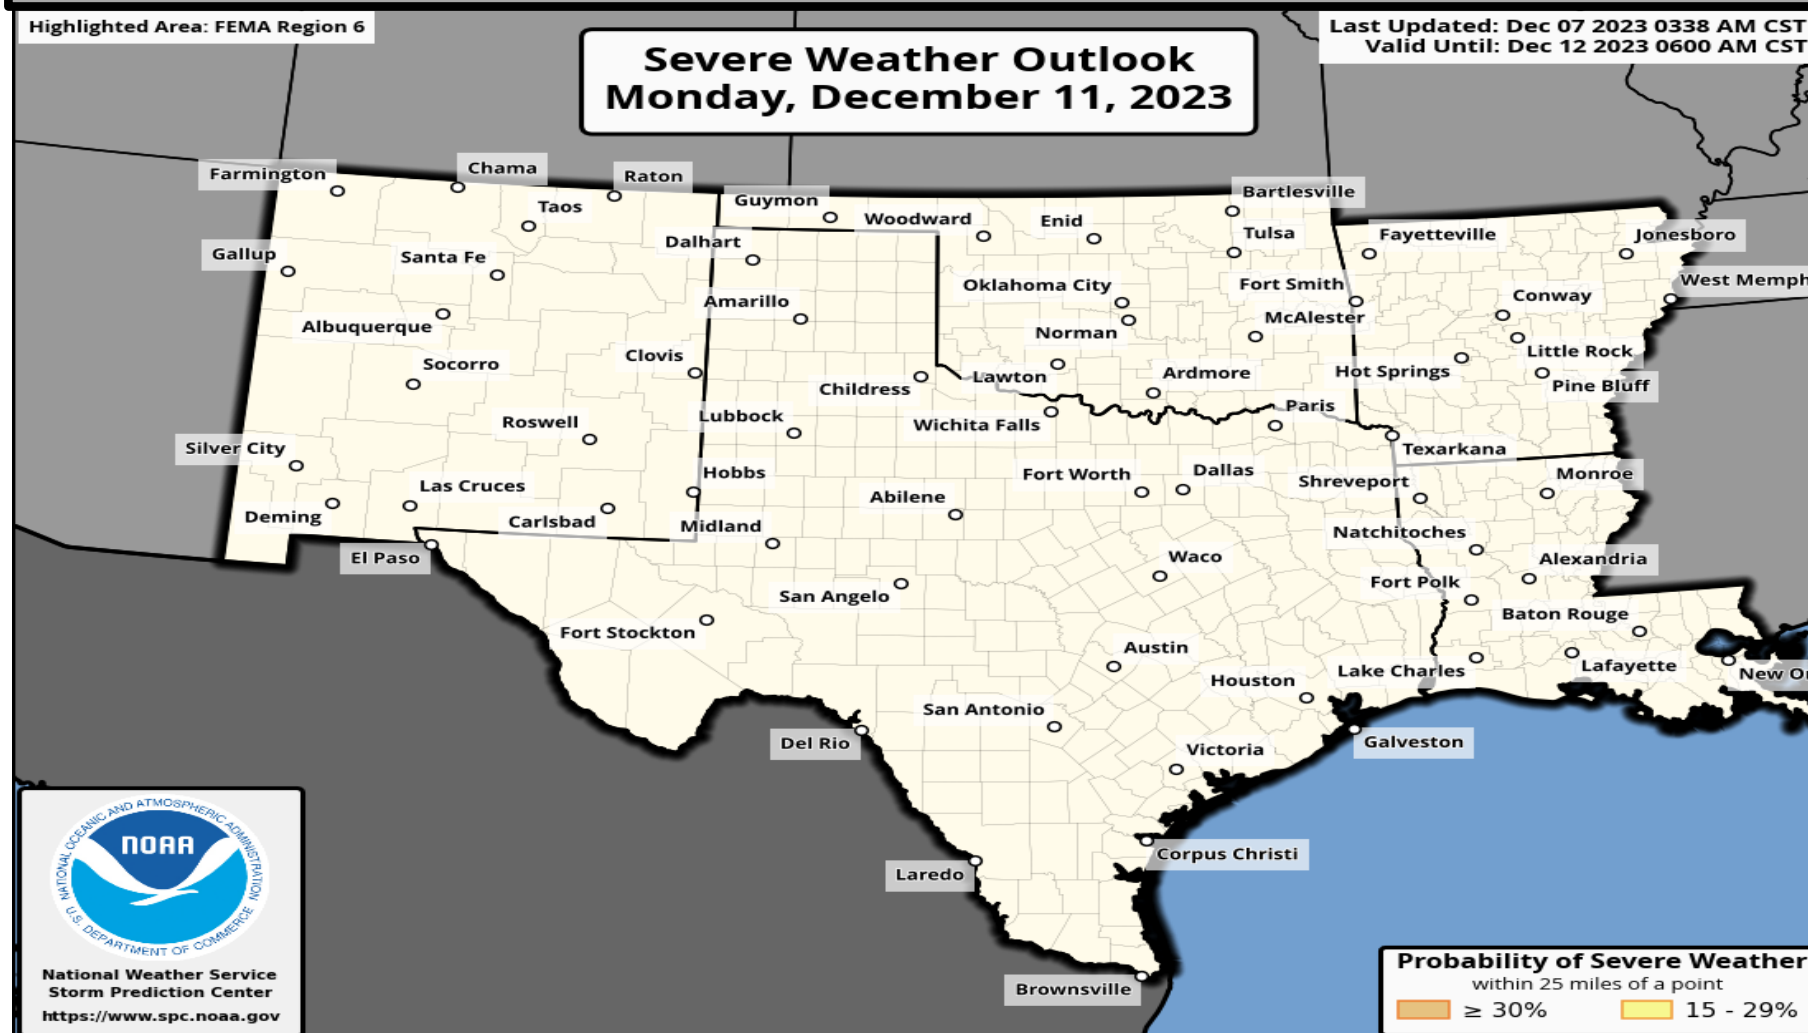 Highlighted Area: FEMA Region 6
Severe Weather Outlook
Monday, December 11, 2023
Last Updated: Dec 07 2023 0338 AM CST
Valid Until: Dec 12 2023 0600 AM CST
Farmington
Chama
Raton
Taos
Guymon
Woodward
Enid
Bartlesville
Tulsa
Fayetteville
Jonesboro
Gallup
Santa Fe
Dalhart
Oklahoma City
Fort Smith
Conway
West Memph
Albuquerque
Amarillo
Norman
McAlester
Little Rock
Socorro
Clovis
Childress
Lawton
Ardmore
Hot Springs
Pine Bluff
Roswell
Lubbock
Wichita Falls
Paris
Texarkana
Silver City
Las Cruces
Hobbs
Abilene
Fort Worth
Dallas
Shreveport
Monroe
Deming
Carlsbad
Midland
Natchitoches
El Paso
San Angelo
Waco
Fort Polk
Alexandria
Fort Stockton
Austin
Baton Rouge
Houston
Lake Charles
Lafayette
New Or
San Antonio
Del Rio
Victoria
Galveston
Laredo
Corpus Christi
Brownsville
NATIONAL OCEANIC AND ATMOSPHERIC ADMINISTRATION
NOAA
U.S. DEPARTMENT OF COMMERCE
National Weather Service
Storm Prediction Center
https://www.spc.noaa.gov
Probability of Severe Weather
within 25 miles of a point
≥ 30%
15 - 29%